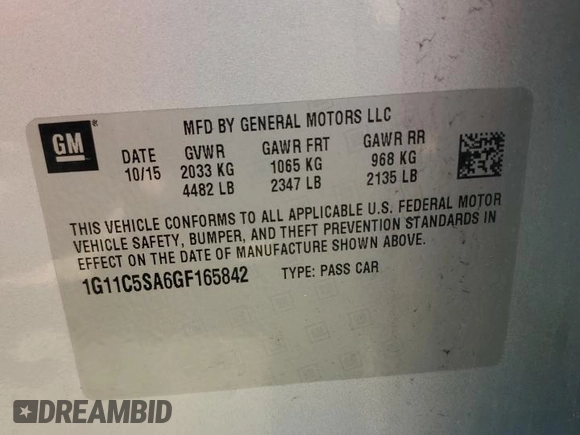 GM ®
MFD BY GENERAL MOTORS LLC
DATE GVWR GAWR FRT GAWR RR
10/15 2033 KG 1065 KG 968 KG
4482 LB 2347 LB 2135 LB
THIS VEHICLE CONFORMS TO ALL APPLICABLE U.S. FEDERAL MOTOR
VEHICLE SAFETY, BUMPER, AND THEFT PREVENTION STANDARDS IN
EFFECT ON THE DATE OF MANUFACTURE SHOWN ABOVE.
1G11C5SA6GF165842 TYPE: PASS CAR
DREAMBID